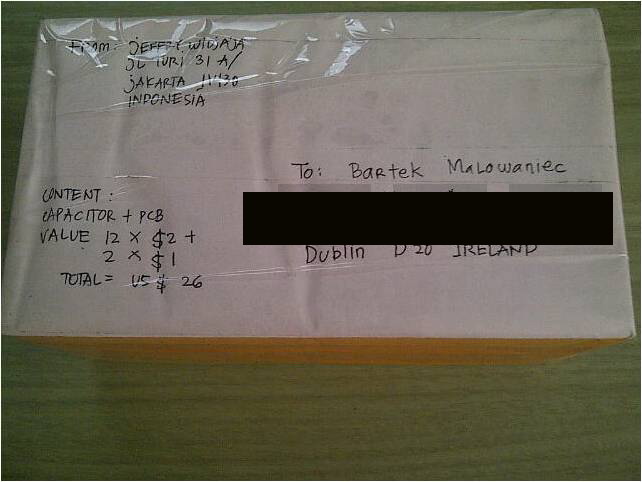 From: JEFFRY WIDJAJA
JL TURI 31 A/
JAKARTA 11430
INDONESIA
To: Bartek Malowaniec
Dublin D 20 IRELAND
CONTENT:
CAPACITOR + PCB
VALUE 12 X $2 +
2 X $1
TOTAL = US $ 26